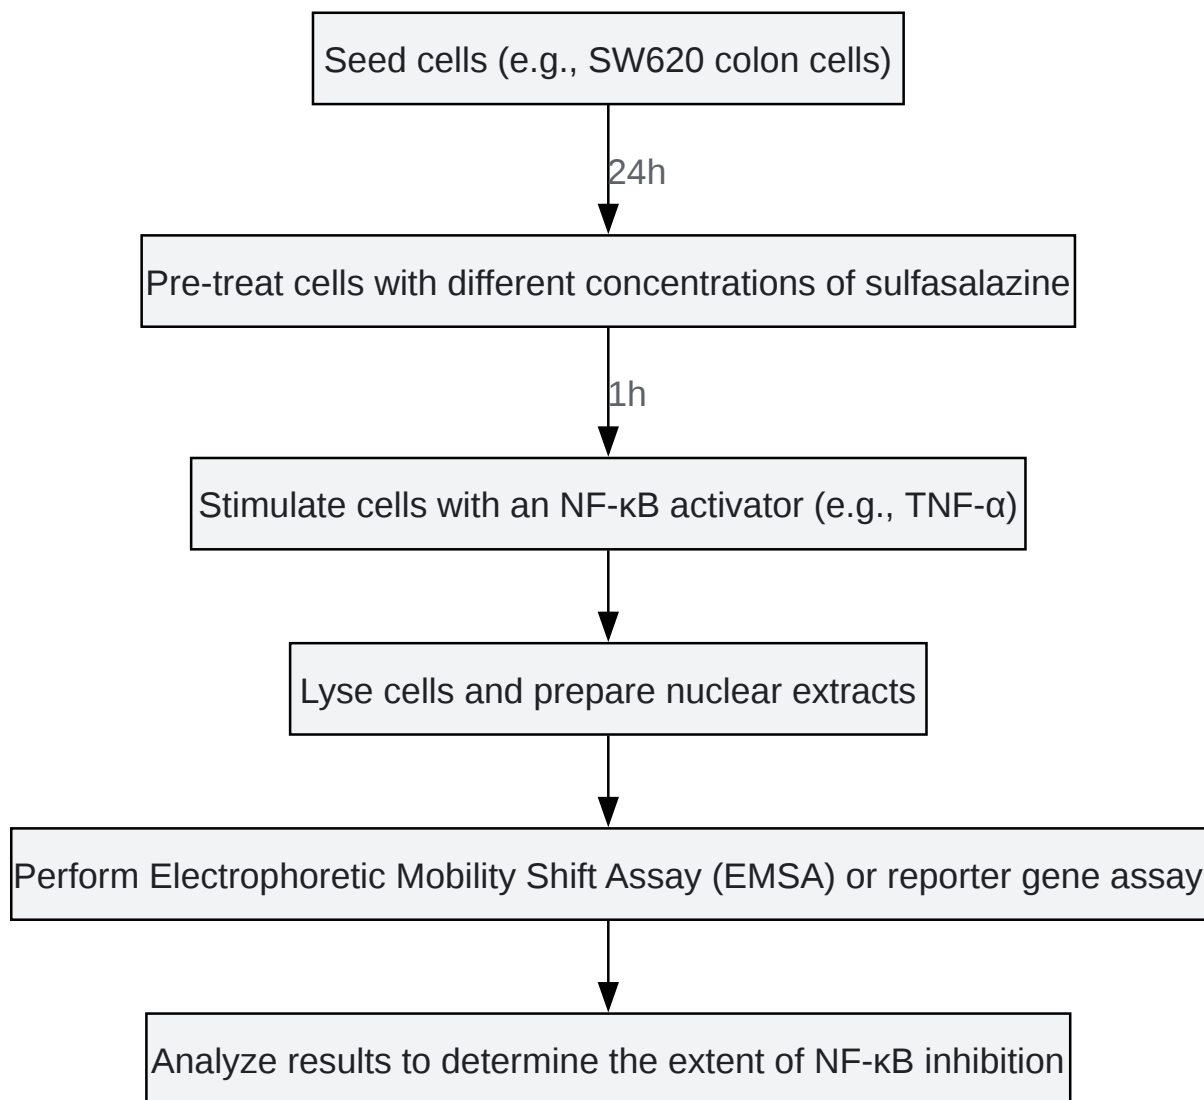 Seed cells (e.g., SW620 colon cells)
24h
Pre-treat cells with different concentrations of sulfasalazine
1h
Stimulate cells with an NF-κB activator (e.g., TNF-α)
Lyse cells and prepare nuclear extracts
Perform Electrophoretic Mobility Shift Assay (EMSA) or reporter gene assay
Analyze results to determine the extent of NF-κB inhibition